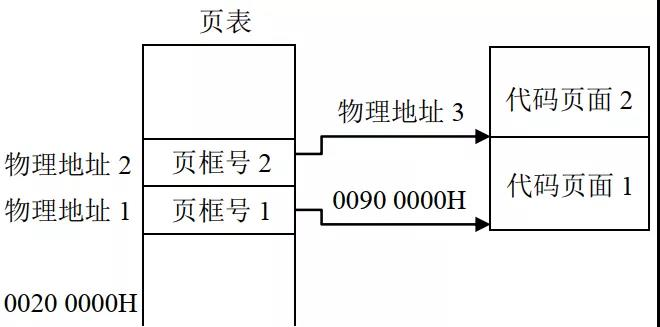 页表
物理地址 3
代码页面 2
物理地址 2
页框号 2
物理地址 1
页框号 1
0090 0000H
代码页面 1
0020 0000H